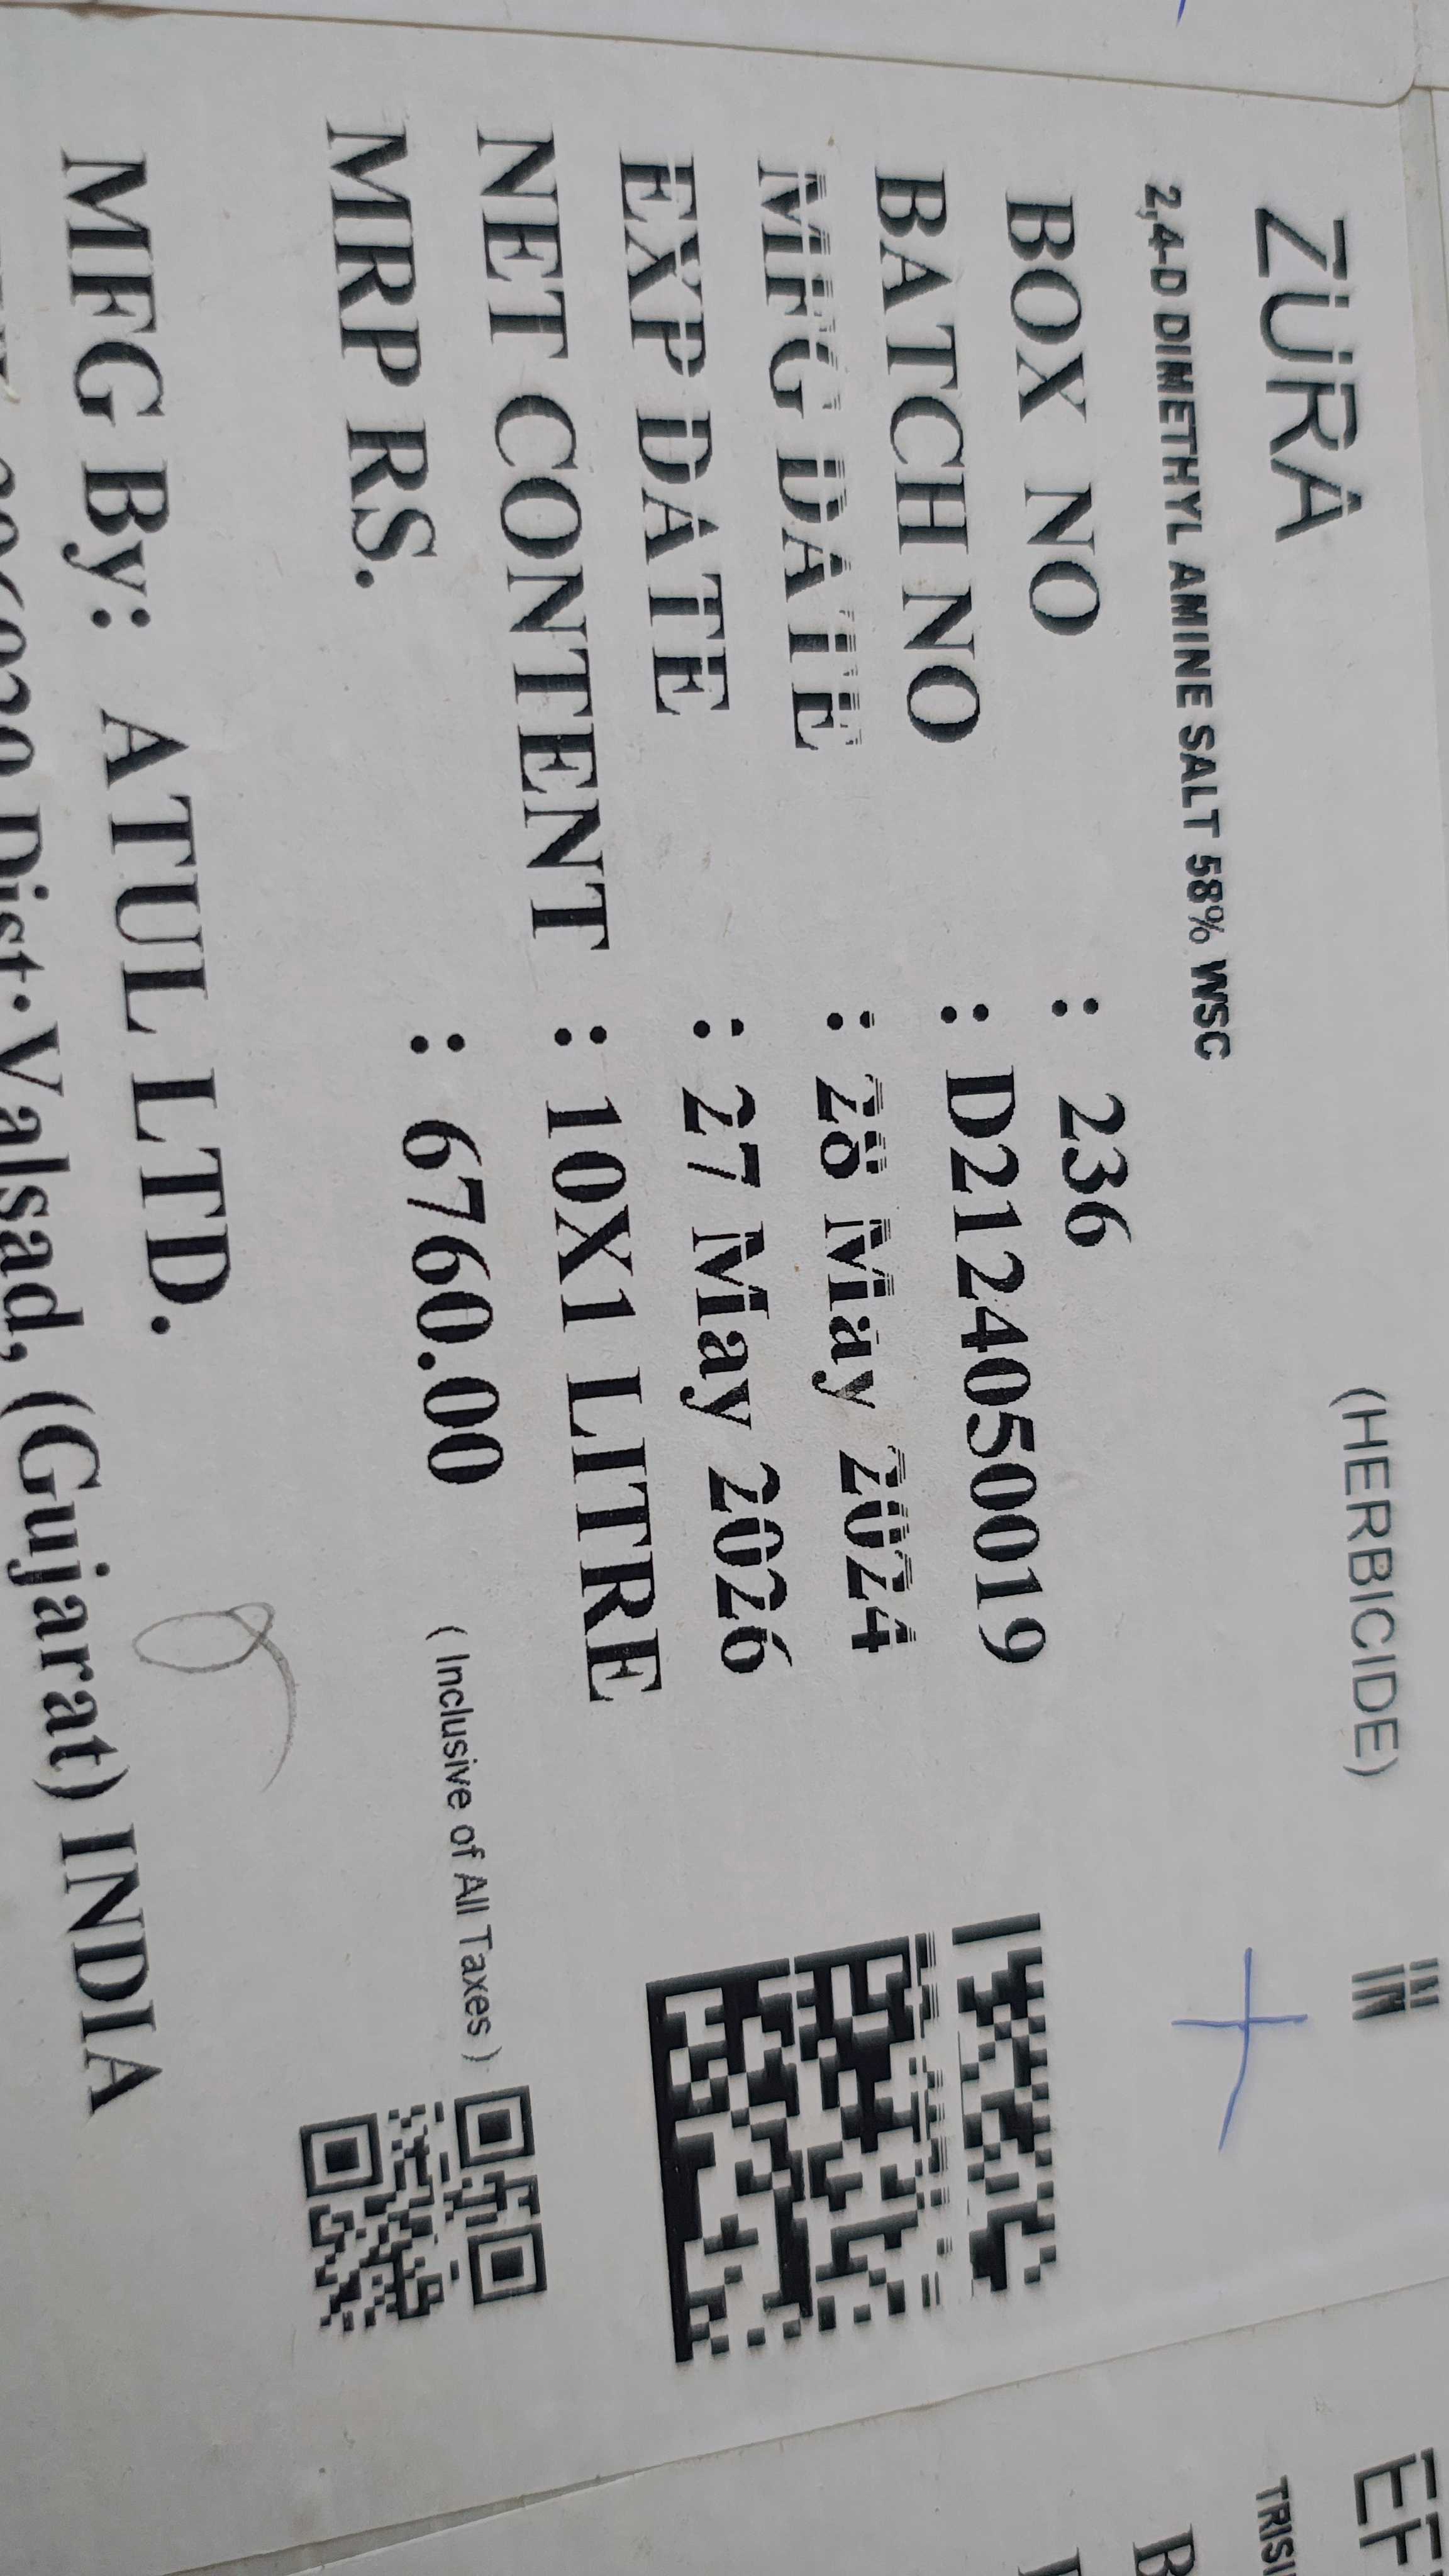 ZURA (HERBICIDE)
2,4-D DIMETHYL AMINE SALT 58% WSC
BOX NO : 236
BATCH NO : D2124050019
MFG DATE : 28 May 2024
EXP DATE : 27 May 2026
NET CONTENT : 10X1 LITRE
MRP RS. : 6760.00 ( Inclusive of All Taxes )
MFG By: ATUL LTD.
Dist.Valsad, (Gujarat) INDIA